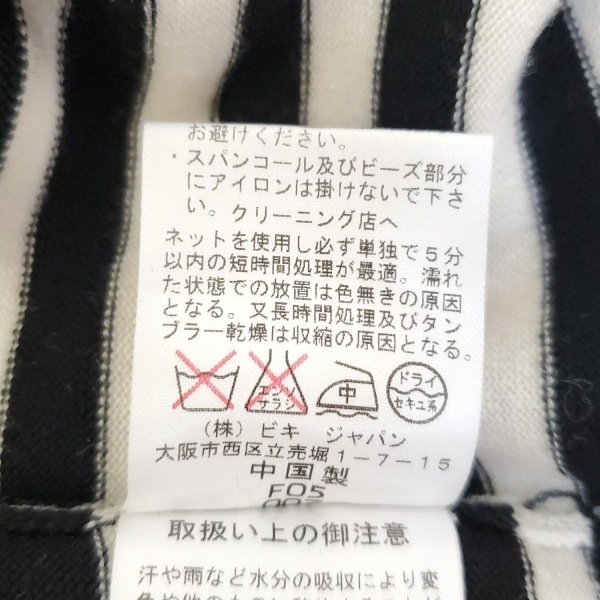 お避けください。
・スパンコール及びビーズ部分
にアイロンは掛けないで下さ
い。クリーニング店へ
ネットを使用し必ず単独で５分
以内の短時間処理が最適。濡れ
た状態での放置は色無きの原因
となる。又長時間処理及びタン
ブラー乾燥は収縮の原因となる。
エンソ
サラシ
中
ドライ
セキユ系
（株）ビキ ジャパン
大阪市西区立売堀１－７－１５
中国製
F05
取扱い上の御注意
汗や雨など水分の吸収により変